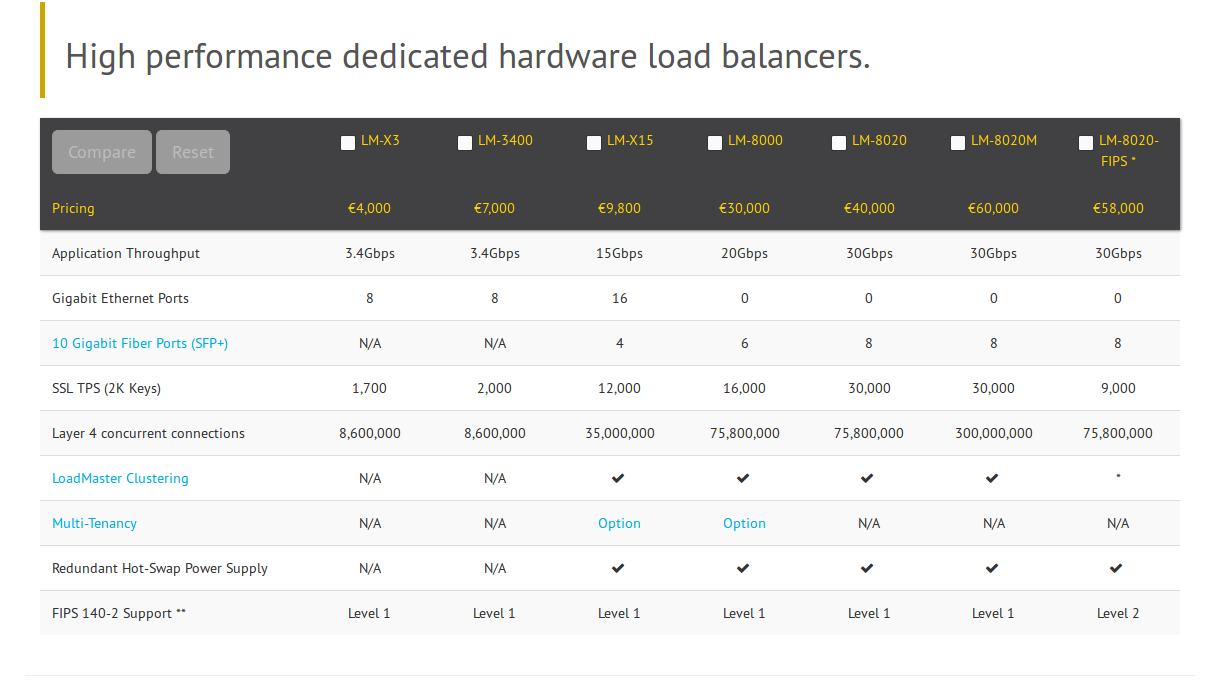 High performance dedicated hardware load balancers.
Compare Reset LM-X3 LM-3400 LM-X15 LM-8000 LM-8020 LM-8020M LM-8020-
FIPS *
Pricing €4,000 €7,000 €9,800 €30,000 €40,000 €60,000 €58,000
Application Throughput 3.4Gbps 3.4Gbps 15Gbps 20Gbps 30Gbps 30Gbps 30Gbps
Gigabit Ethernet Ports 8 8 16 0 0 0 0
10 Gigabit Fiber Ports (SFP+) N/A N/A 4 6 8 8 8
SSL TPS (2K Keys) 1,700 2,000 12,000 16,000 30,000 30,000 9,000
Layer 4 concurrent connections 8,600,000 8,600,000 35,000,000 75,800,000 75,800,000 300,000,000 75,800,000
LoadMaster Clustering N/A N/A ✔ ✔ ✔ ✔ *
Multi-Tenancy N/A N/A Option Option N/A N/A N/A
Redundant Hot-Swap Power Supply N/A N/A ✔ ✔ ✔ ✔ ✔
FIPS 140-2 Support ** Level 1 Level 1 Level 1 Level 1 Level 1 Level 1 Level 2